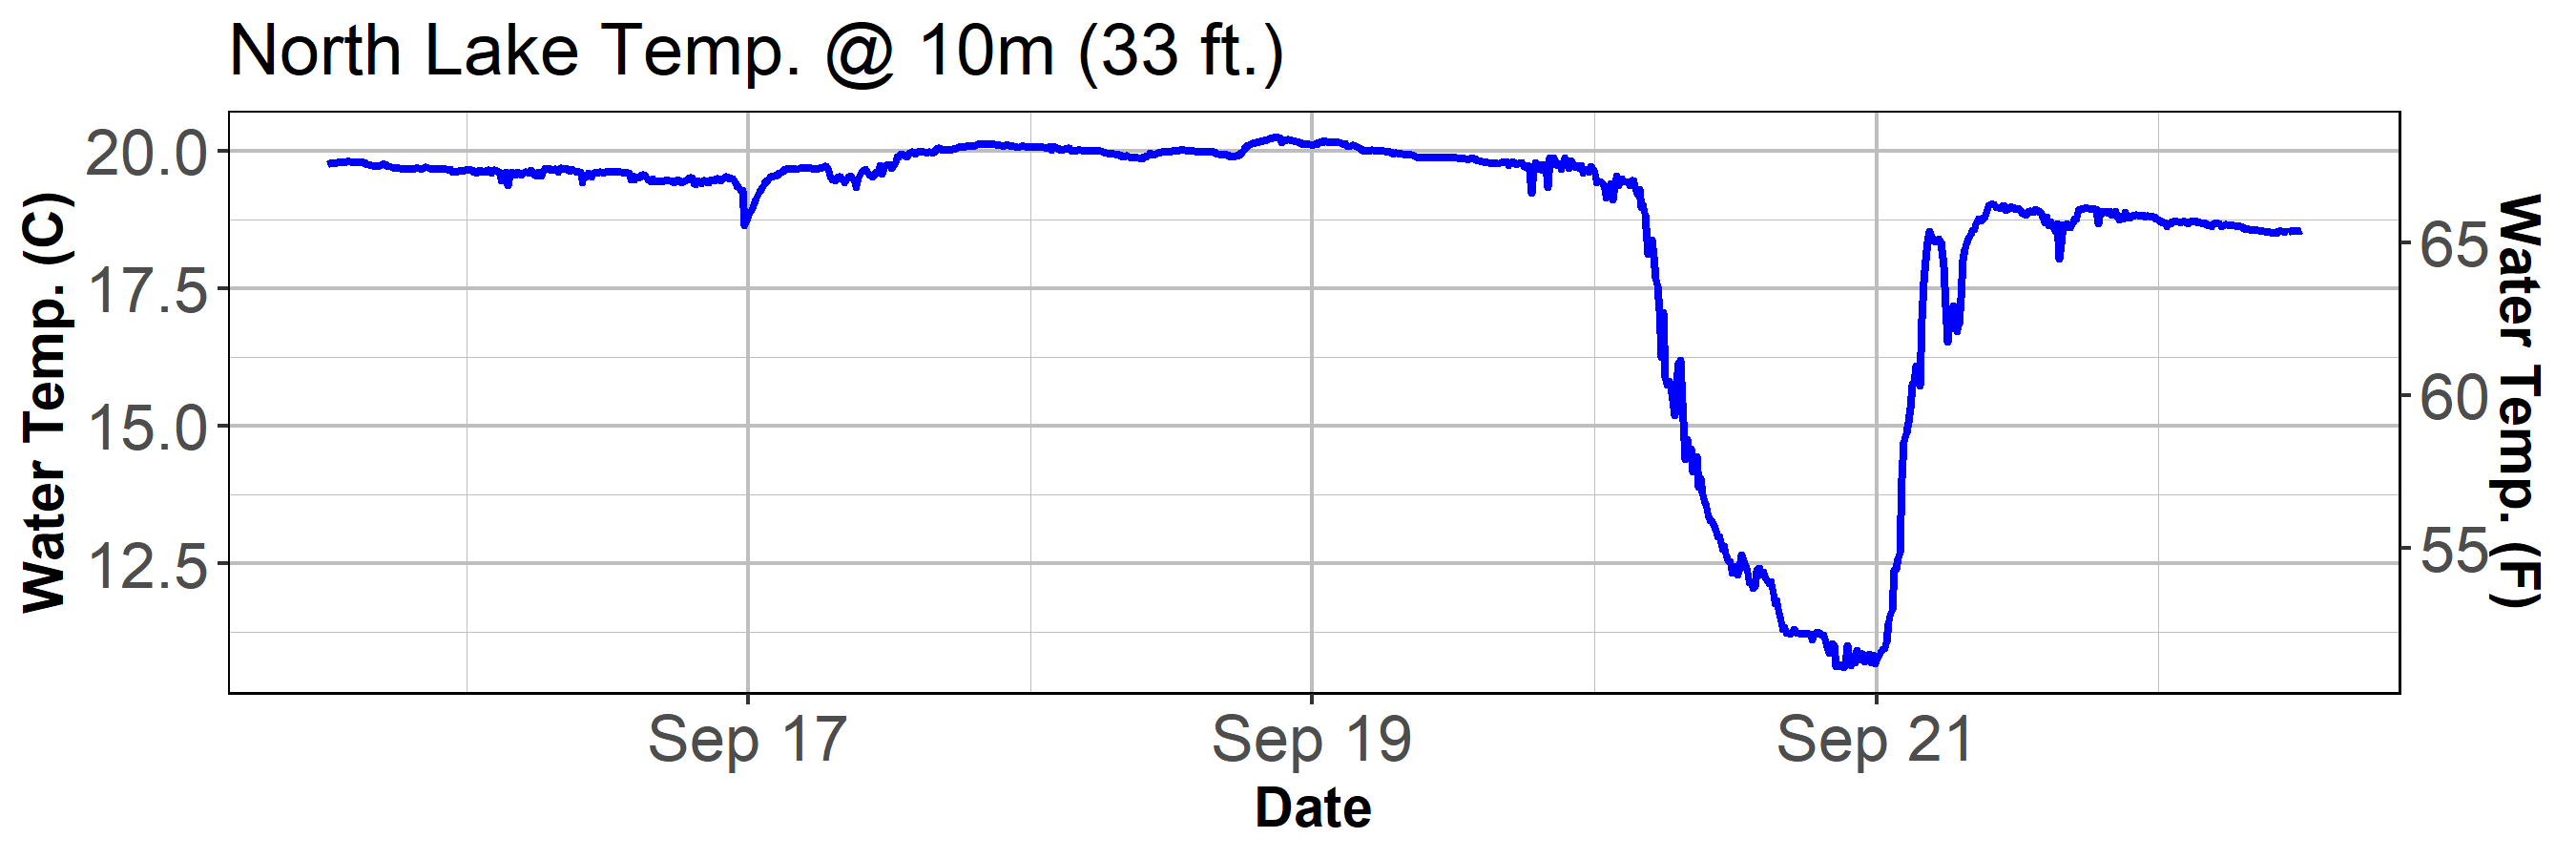 North Lake Temp. @ 10m (33 ft.)
Water Temp. (C)
20.0
17.5
15.0
12.5
65
60
55
Water Temp. (F)
Sep 17 Sep 19 Sep 21
Date